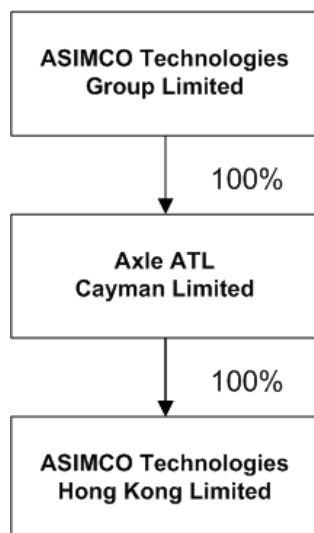 ASIMCO Technologies
Group Limited
100%
Axle ATL
Cayman Limited
100%
ASIMCO Technologies
Hong Kong Limited